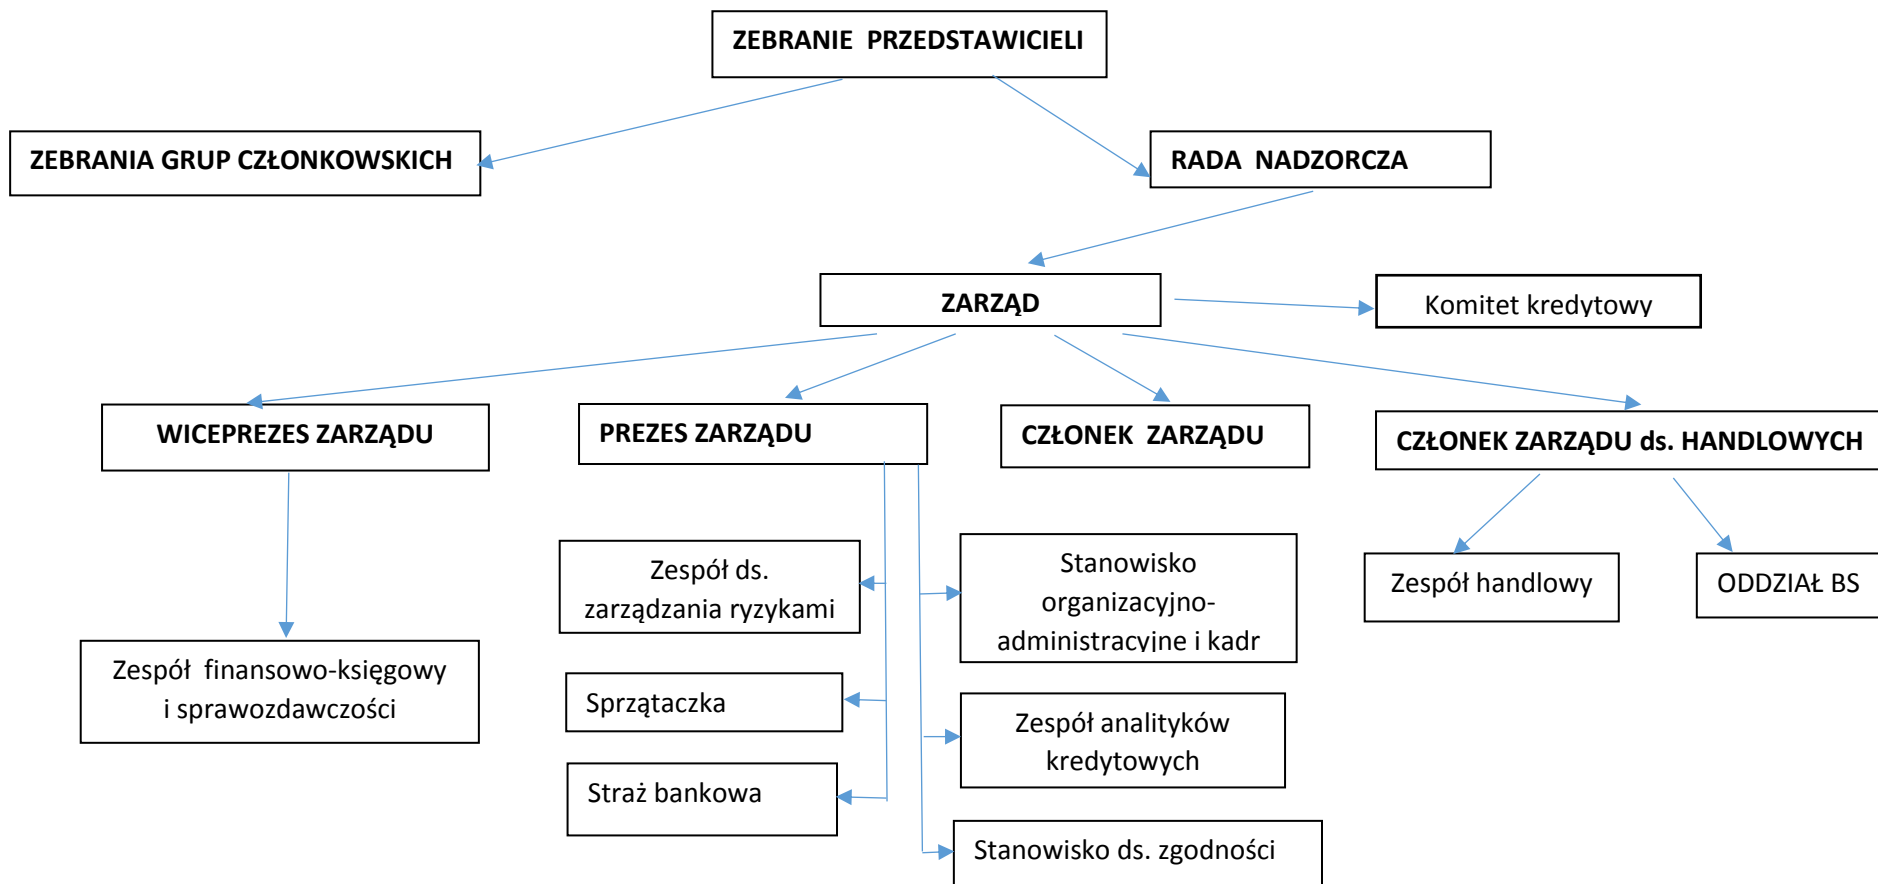 ZEBRANIE PRZEDSTAWICIELI
ZEBRANIA GRUP CZŁONKOWSKICH
RADA NADZORCZA
ZARZĄD
Komitet kredytowy
WICEPREZES ZARZĄDU
PREZES ZARZĄDU
CZŁONEK ZARZĄDU
CZŁONEK ZARZĄDU ds. HANDLOWYCH
Zespół ds.
zarządzania ryzykami
Stanowisko
organizacyjno-
administracyjne i kadr
Zespół handlowy
ODDZIAŁ BS
Zespół finansowo-księgowy
i sprawozdawczości
Sprzątaczka
Zespół analityków
kredytowych
Straż bankowa
Stanowisko ds. zgodności